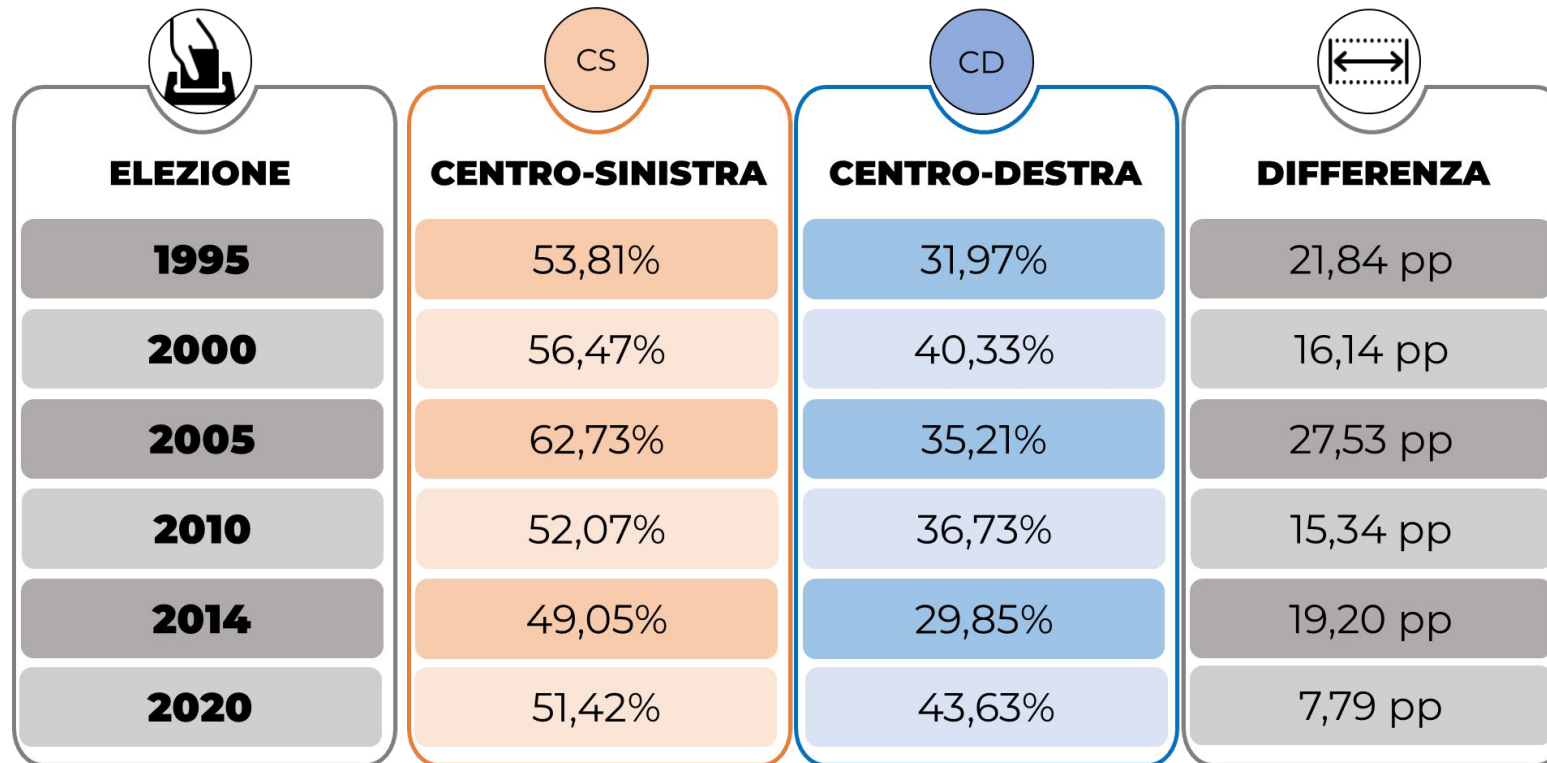 CS CD
ELEZIONE CENTRO-SINISTRA CENTRO-DESTRA DIFFERENZA
1995 53,81% 31,97% 21,84 pp
2000 56,47% 40,33% 16,14 pp
2005 62,73% 35,21% 27,53 pp
2010 52,07% 36,73% 15,34 pp
2014 49,05% 29,85% 19,20 pp
2020 51,42% 43,63% 7,79 pp